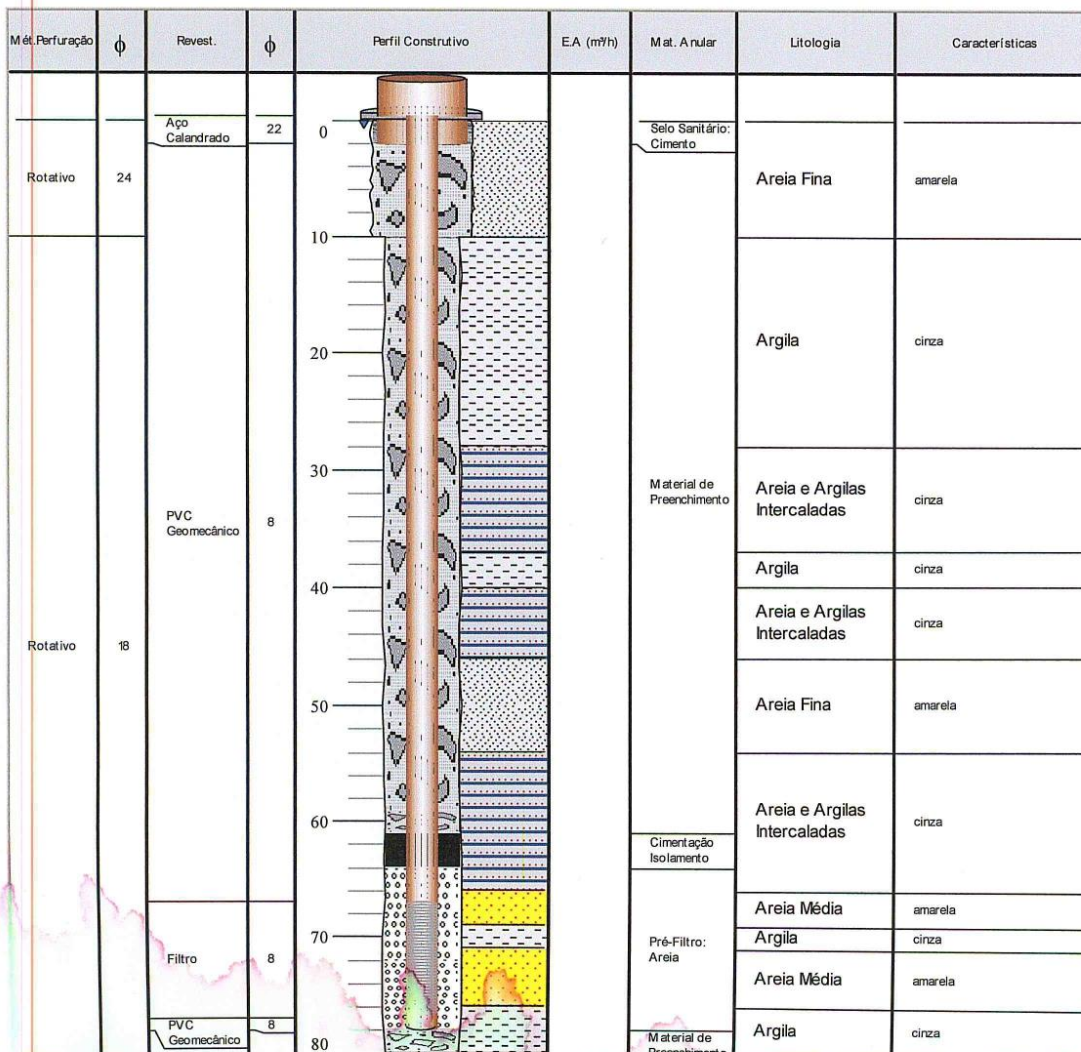 Mét.Perfuração ϕ Revest. ϕ Perfil Construtivo E.A (m³/h) Mat. Anular Litologia Características
Aço
Calandrado
22
0
Selo Sanitário:
Cimento
Rotativo 24
Areia Fina amarela
10
Argila cinza
20
30
Material de
Preenchimento
Areia e Argilas
Intercaladas
cinza
PVC
Geomecânico
8
Argila cinza
40
Areia e Argilas
Intercaladas
cinza
Rotativo 18
50
Areia Fina amarela
60
Areia e Argilas
Intercaladas
cinza
Cimentação
Isolamento
Areia Média amarela
70
Argila cinza
Pré-Filtro:
Areia
Filtro 8
Areia Média amarela
PVC
Geomecânico
8
80
Material de
Preenchimento
Argila cinza